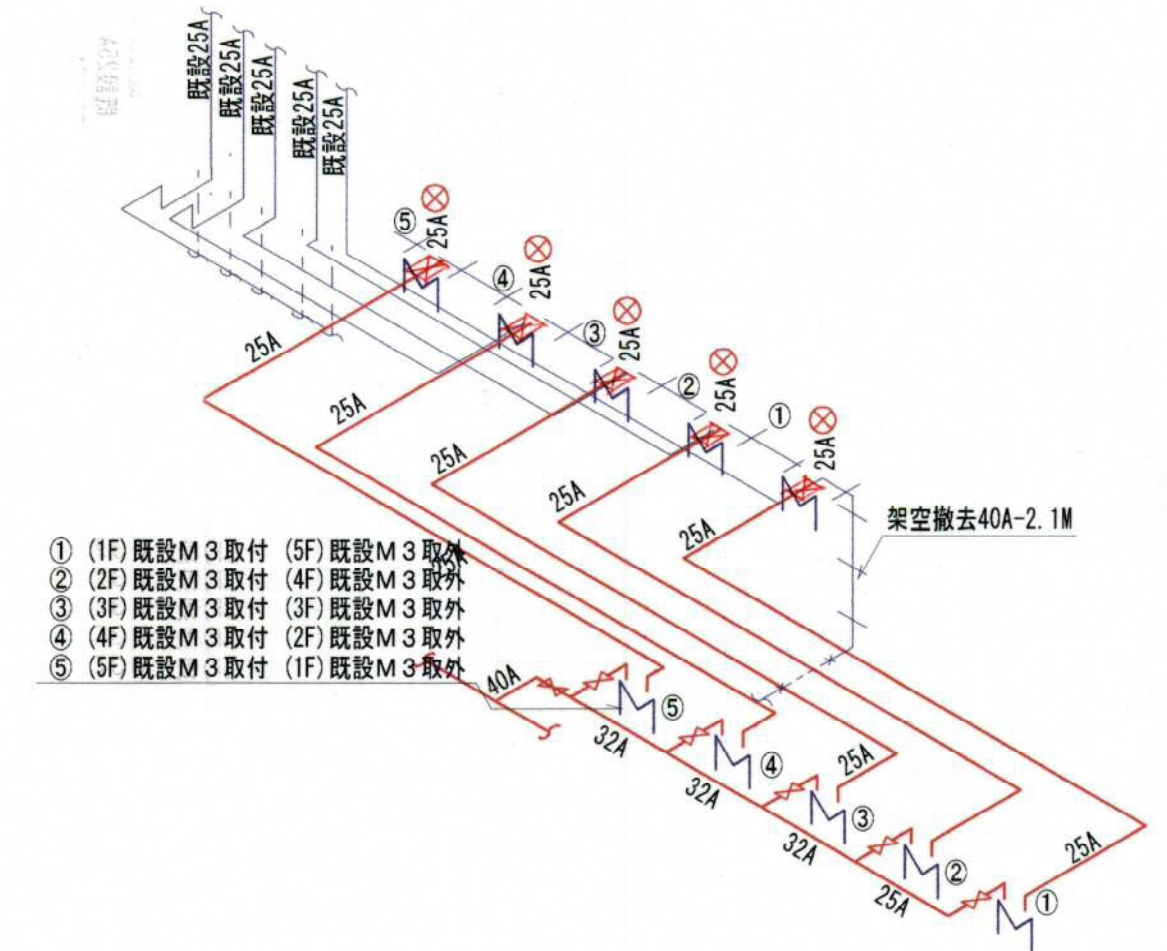 既設25A
既設25A
既設25A
既設25A
既設25A
⑤
25A
④
25A
③
25A
②
25A
①
25A
25A
25A
25A
25A
25A
架空撤去40A-2.1M
① (1F)既設M3取付 (5F)既設M3取外
② (2F)既設M3取付 (4F)既設M3取外
③ (3F)既設M3取付 (3F)既設M3取外
④ (4F)既設M3取付 (2F)既設M3取外
⑤ (5F)既設M3取付 (1F)既設M3取外
25A
40A
⑤
32A
④
32A
25A
③
32A
②
25A
25A
①